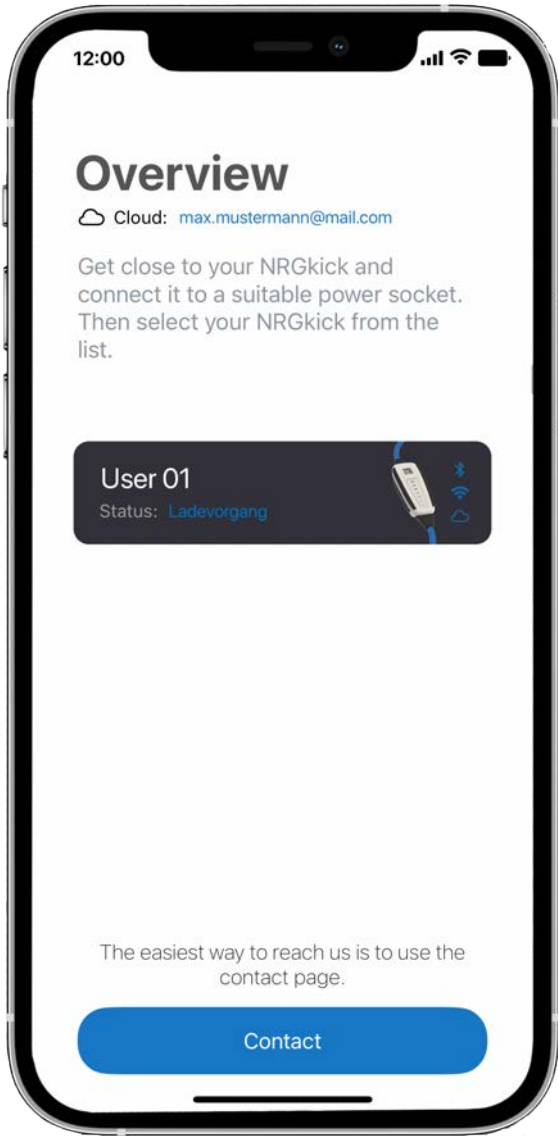 12:00
Overview
Cloud: max.mustermann@mail.com
Get close to your NRGkick and
connect it to a suitable power socket.
Then select your NRGkick from the
list.
User 01
Status: Ladevorgang
The easiest way to reach us is to use the
contact page.
Contact